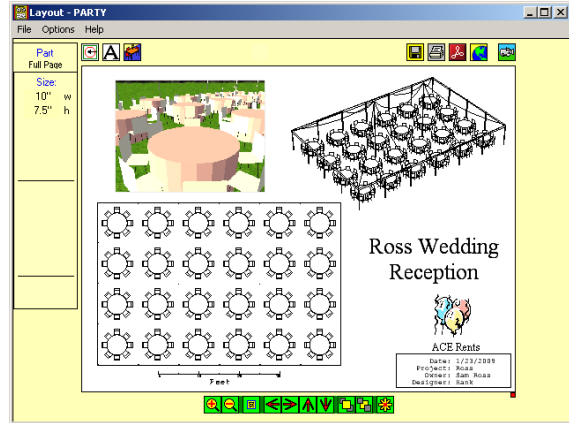 Layout - PARTY
File Options Help
Part
Full Page
Size:
10" w
7.5" h
A
Ross Wedding
Reception
ACE Rents
Date: 1/23/2009
Project: Ross
Owner: Sam Ross
Designer: Hank
Feet